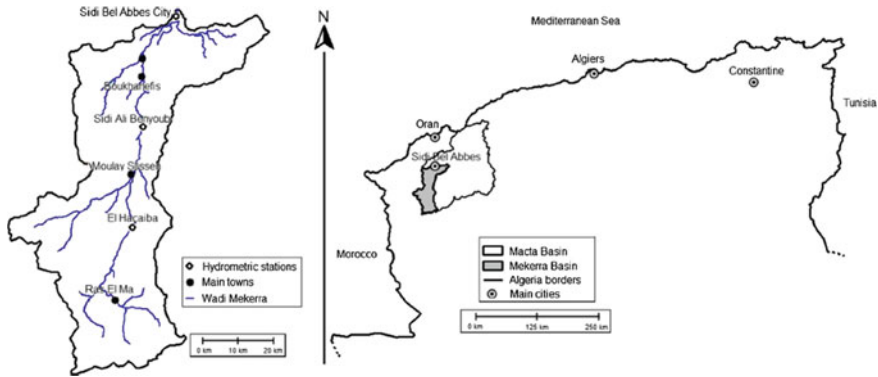 Sidi Bel Abbes City
Boukhanefis
Sidi Ali Benyoub
Moulay Slissen
El Haçaiba
Ras El Ma
Hydrometric stations
Main towns
Wadi Mekerra
0 km 10 km 20 km
N
Mediterranean Sea
Algiers
Constantine
Tunisia
Oran
Sidi Bel Abbes
Morocco
Macta Basin
Mekerra Basin
Algeria borders
Main cities
0 km 125 km 250 km